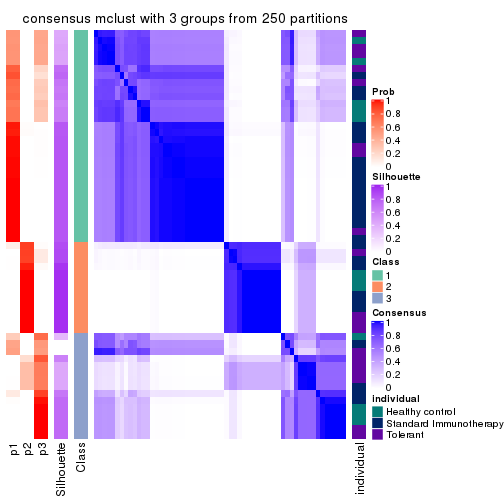 consensus mclust with 3 groups from 250 partitions
Prob
1
0.8
0.6
0.4
0.2
0
Silhouette
1
0.8
0.6
0.4
0.2
0
Class
1
2
3
Consensus
1
0.8
0.6
0.4
0.2
0
individual
Healthy control
Standard Immunotherapy
Tolerant
p1
p2
p3
Silhouette
Class
individual